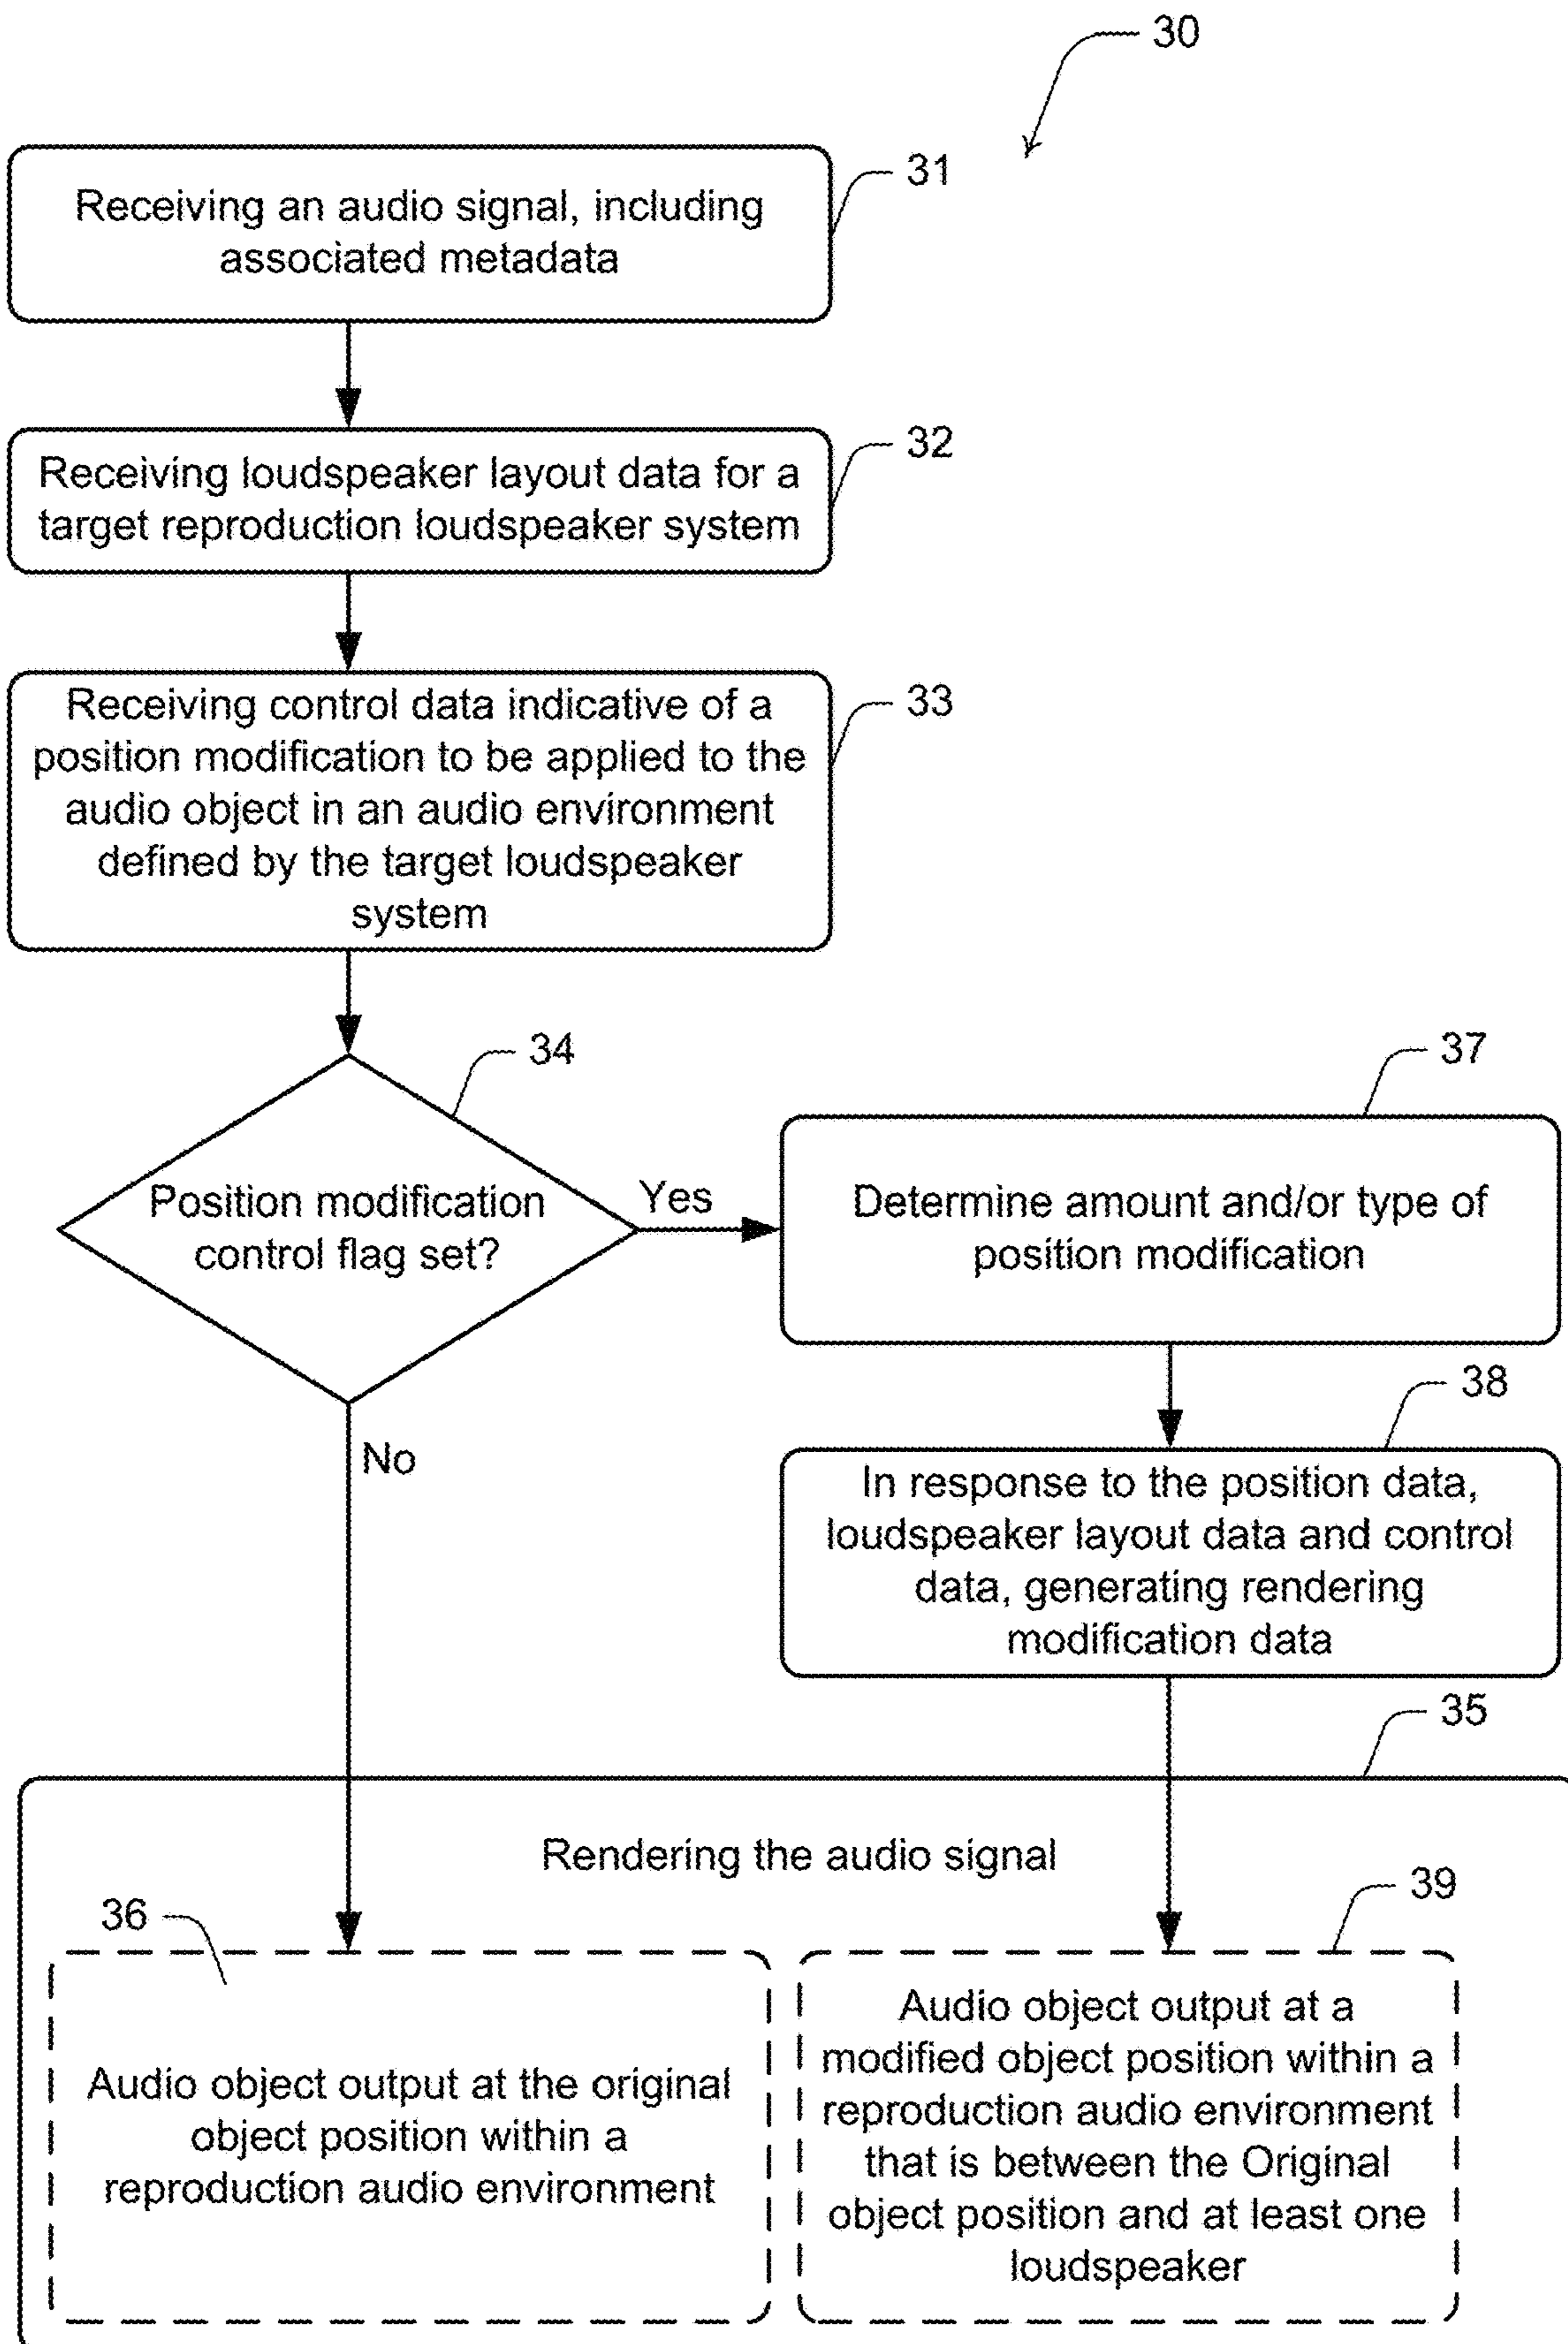 30
31
Receiving an audio signal, including
associated metadata
32
Receiving loudspeaker layout data for a
target reproduction loudspeaker system
33
Receiving control data indicative of a
position modification to be applied to the
audio object in an audio environment
defined by the target loudspeaker
system
34
Position modification
control flag set?
Yes
No
37
Determine amount and/or type of
position modification
38
In response to the position data,
loudspeaker layout data and control
data, generating rendering
modification data
35
Rendering the audio signal
36
Audio object output at the original
object position within a
reproduction audio environment
39
Audio object output at a
modified object position within a
reproduction audio environment
that is between the Original
object position and at least one
loudspeaker